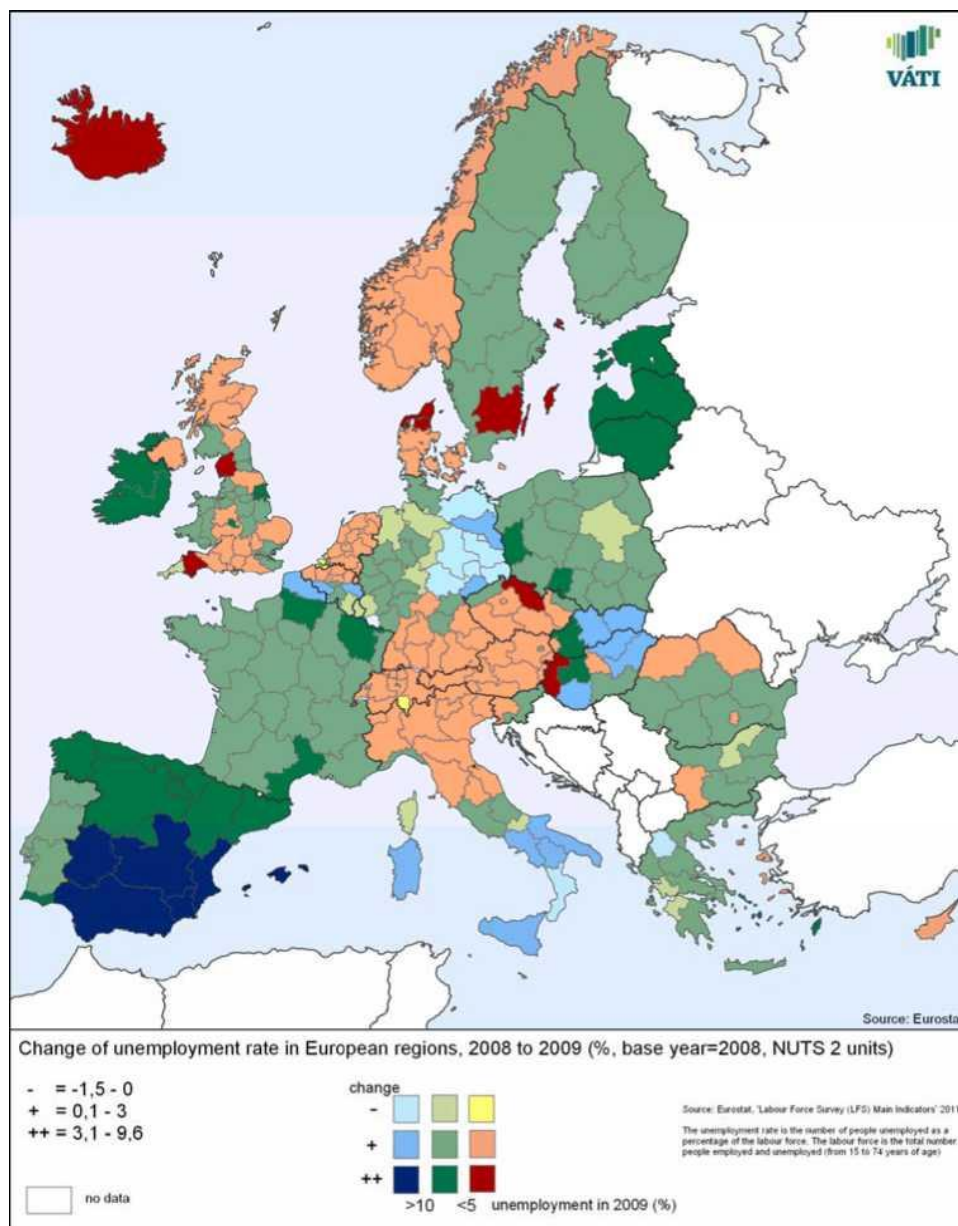 VÁTI
Source: Eurosta
Change of unemployment rate in European regions, 2008 to 2009 (%, base year=2008, NUTS 2 units)
- = -1,5 - 0
+ = 0,1 - 3
++ = 3,1 - 9,6
no data
change
-
+
++
>10 <5 unemployment in 2009 (%)
Source: Eurostat, 'Labour Force Survey (LFS) Main Indicators' 2011
The unemployment rate is the number of people unemployed as a
percentage of the labour force. The labour force is the total number
people employed and unemployed (from 15 to 74 years of age)